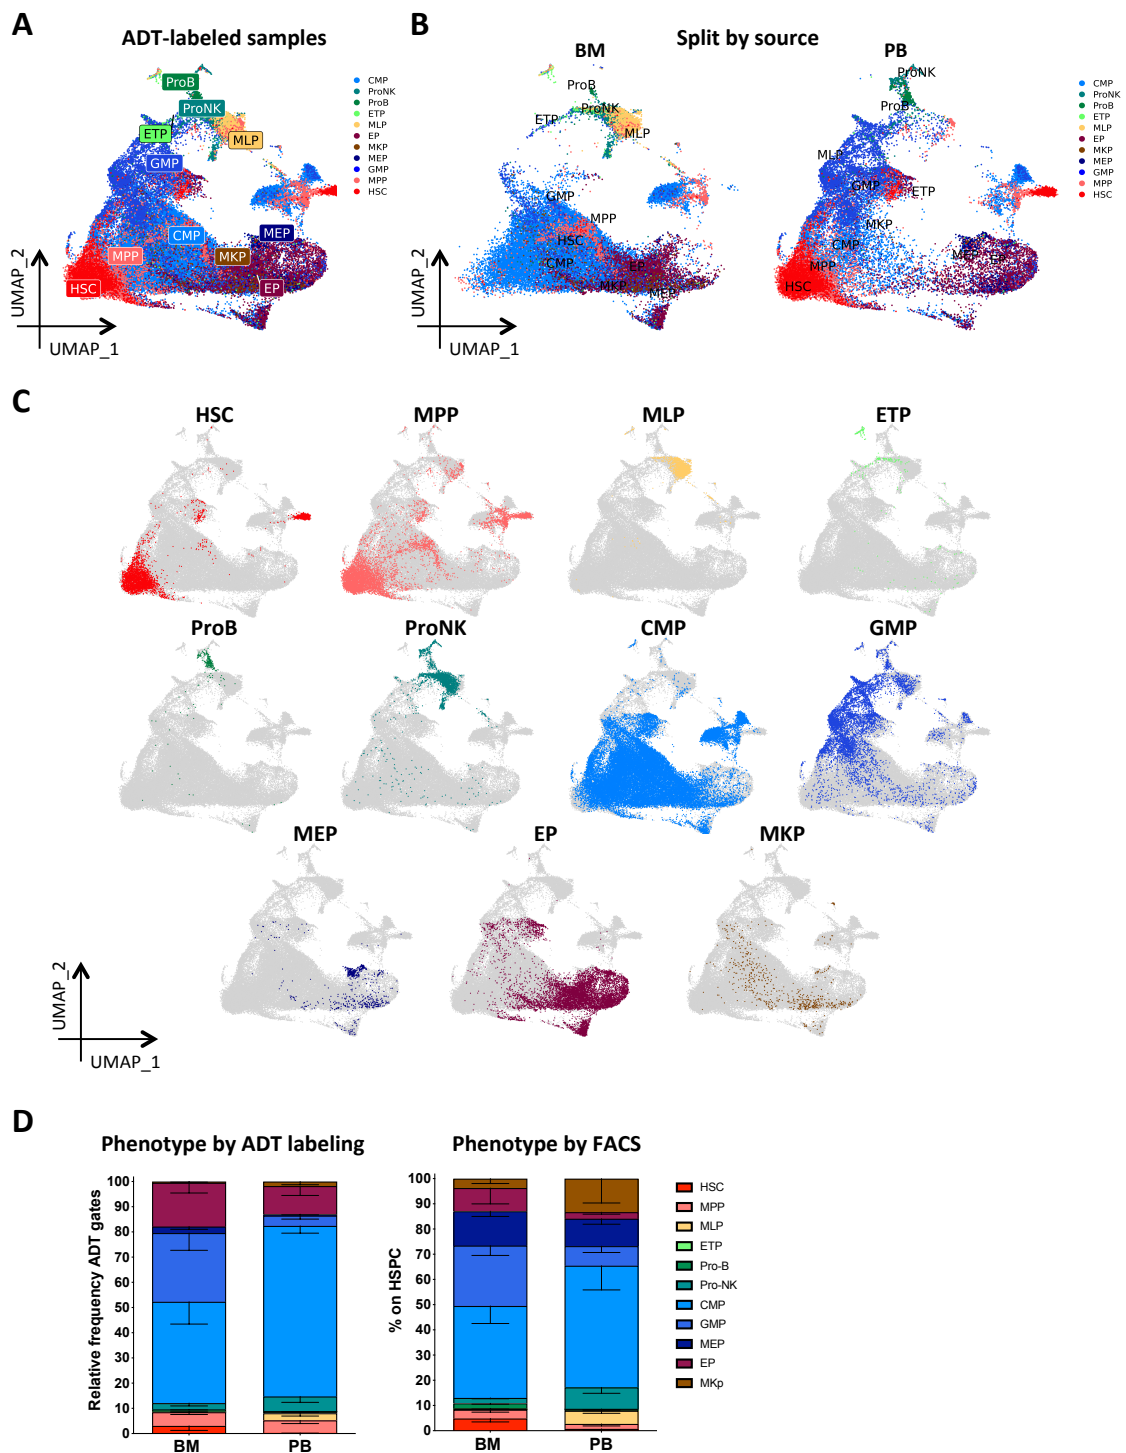 A
ADT-labeled samples
ProB
ProNK
ETP
MLP
GMP
CMP
MEP
MPP
MKP
HSC
EP
UMAP_2
UMAP_1
CMP
ProNK
ProB
ETP
MLP
EP
MKP
MEP
GMP
MPP
HSC
B
Split by source
BM
PB
ProB
ProNK
ETP
MLP
GMP
MPP
HSC
CMP
EP
MKP
MEP
UMAP_2
UMAP_1
ProNK
ProB
MLP
GMP
ETP
MKP
CMP
MEP
EP
MPP
HSC
CMP
ProNK
ProB
ETP
MLP
EP
MKP
MEP
GMP
MPP
HSC
C
HSC
MPP
MLP
ETP
ProB
ProNK
CMP
GMP
MEP
EP
MKP
UMAP_2
UMAP_1
D
Phenotype by ADT labeling
Relative frequency ADT gates
100
90
80
70
60
50
40
30
20
10
0
BM
PB
Phenotype by FACS
% on HSPC
100
90
80
70
60
50
40
30
20
10
0
BM
PB
HSC
MPP
MLP
ETP
Pro-B
Pro-NK
CMP
GMP
MEP
EP
MKp